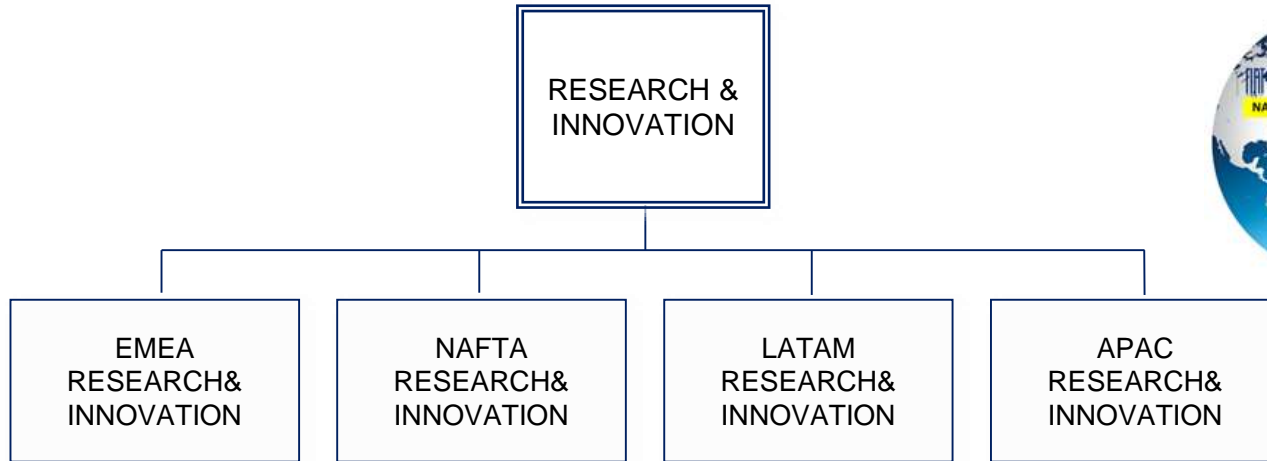 RESEARCH &
INNOVATION
EMEA
RESEARCH&
INNOVATION
NAFTA
RESEARCH&
INNOVATION
LATAM
RESEARCH&
INNOVATION
APAC
RESEARCH&
INNOVATION